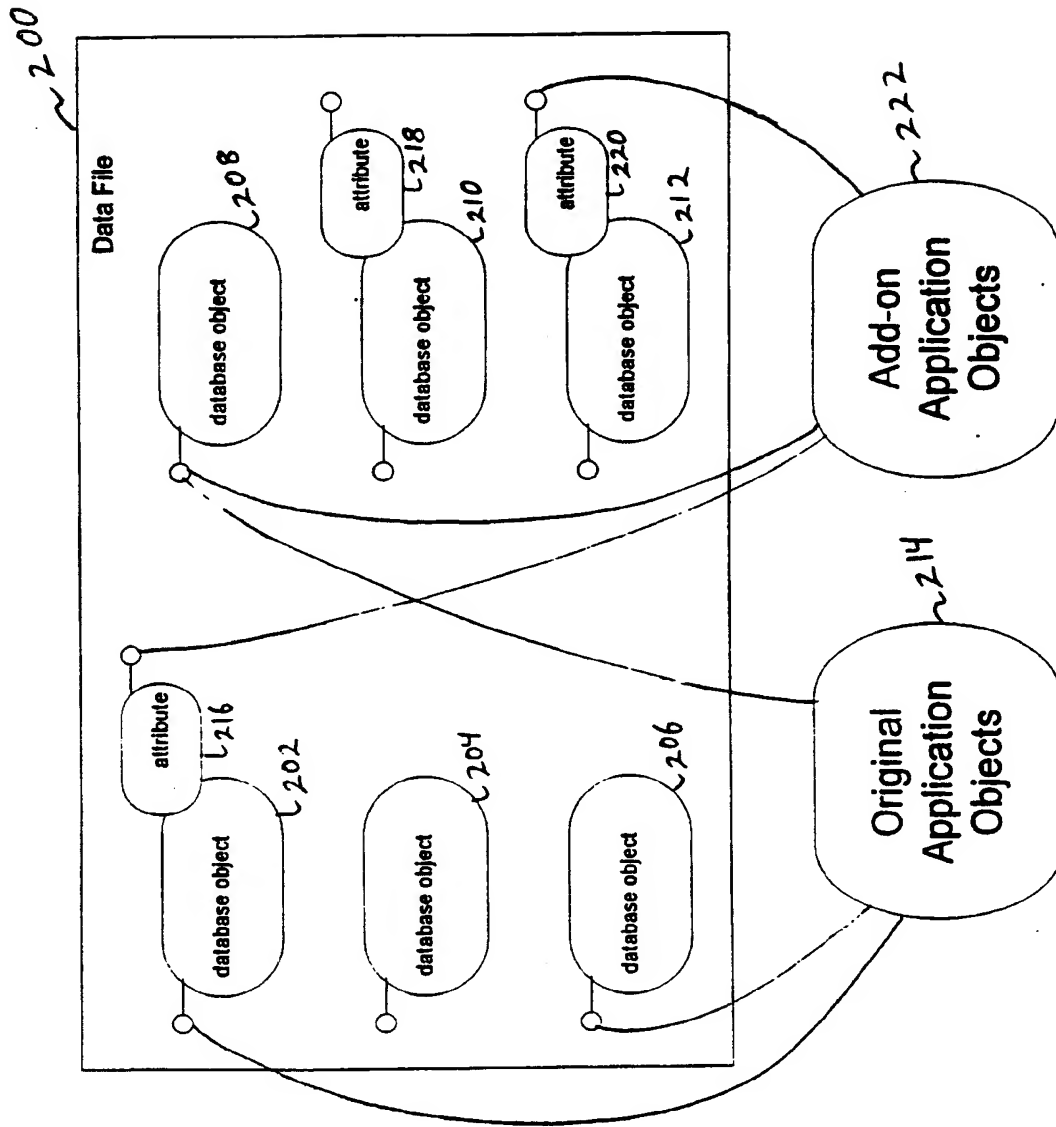 200
Data File
attribute
216
database object
202
database object
208
attribute
218
database object
204
database object
210
attribute
220
database object
206
database object
212
Original
Application
Objects
214
Add-on
Application
Objects
222